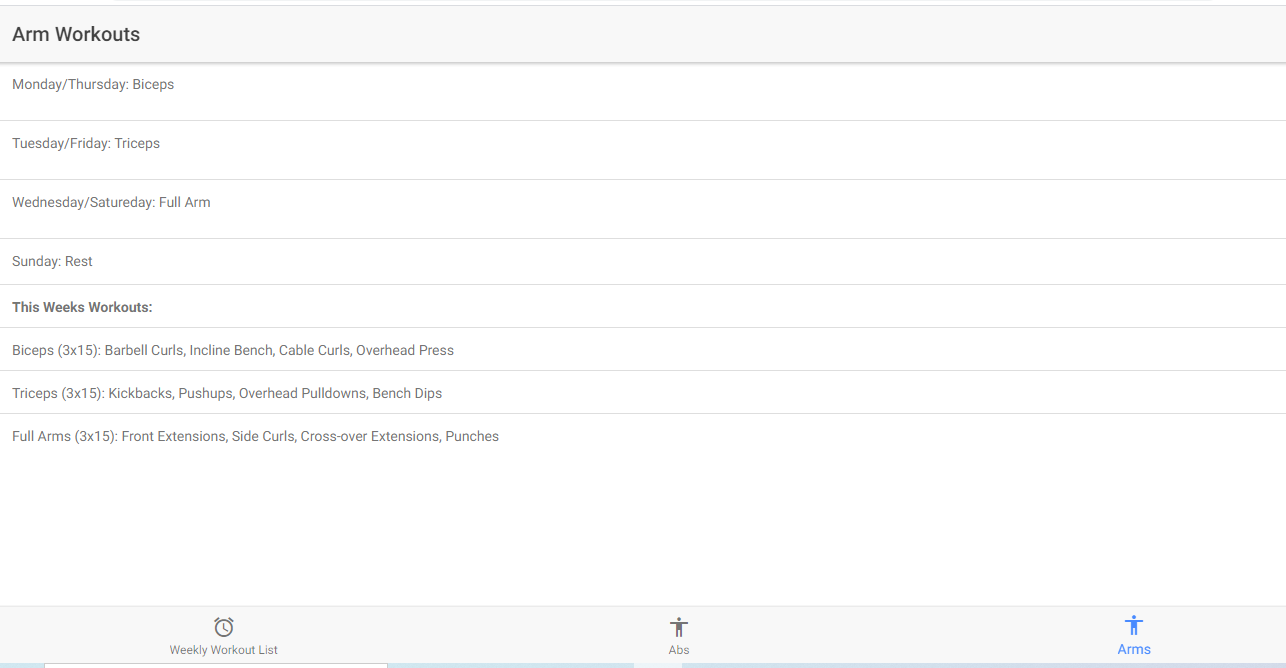 Arm Workouts
Monday/Thursday: Biceps
Tuesday/Friday: Triceps
Wednesday/Satureday: Full Arm
Sunday: Rest
This Weeks Workouts:
Biceps (3x15): Barbell Curls, Incline Bench, Cable Curls, Overhead Press
Triceps (3x15): Kickbacks, Pushups, Overhead Pulldowns, Bench Dips
Full Arms (3x15): Front Extensions, Side Curls, Cross-over Extensions, Punches
Weekly Workout List
Abs
Arms